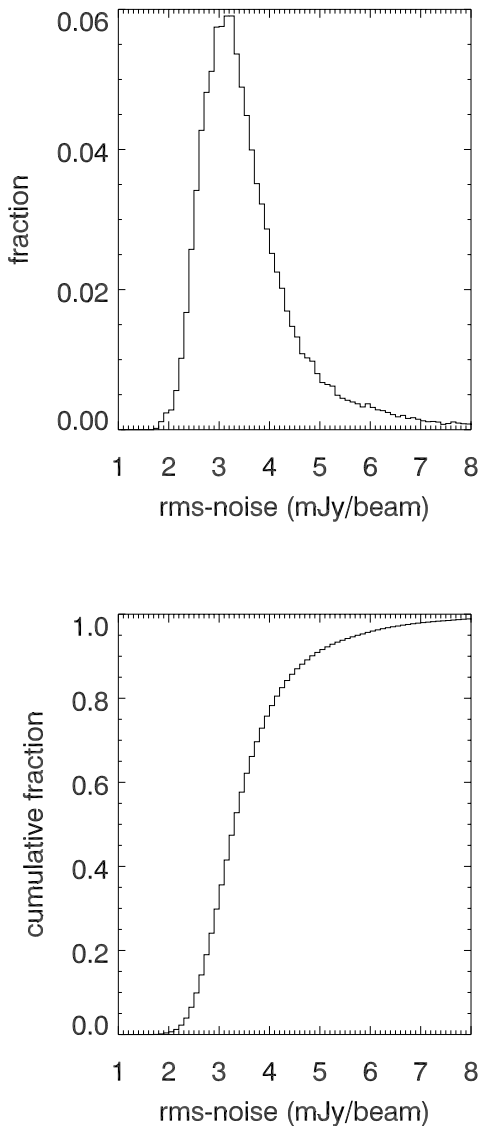 0.06
0.04
0.02
0.00
fraction
1 2 3 4 5 6 7 8
rms-noise (mJy/beam)
1.0
0.8
0.6
0.4
0.2
0.0
cumulative fraction
1 2 3 4 5 6 7 8
rms-noise (mJy/beam)